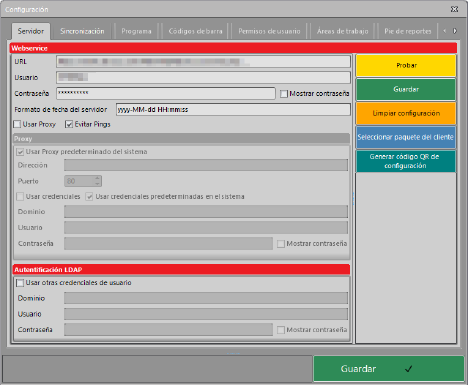 Configuración
Servidor Sincronización Programa Códigos de barra Permisos de usuario Áreas de trabajo Pie de reportes
Webservice
URL
Usuario
Contraseña ********** Mostrar contraseña
Formato de fecha del servidor yyyy-MM-dd HH:mm:ss
Usar Proxy Evitar Pings
Proxy
Usar Proxy predeterminado del sistema
Dirección
Puerto 80
Usar credenciales Usar credenciales predeterminadas en el sistema
Dominio
Usuario
Contraseña Mostrar contraseña
Autentificación LDAP
Usar otras credenciales de usuario
Dominio
Usuario
Contraseña Mostrar contraseña
Probar
Guardar
Limpiar configuración
Seleccionar paquete del cliente
Generar código QR de
configuración
Guardar